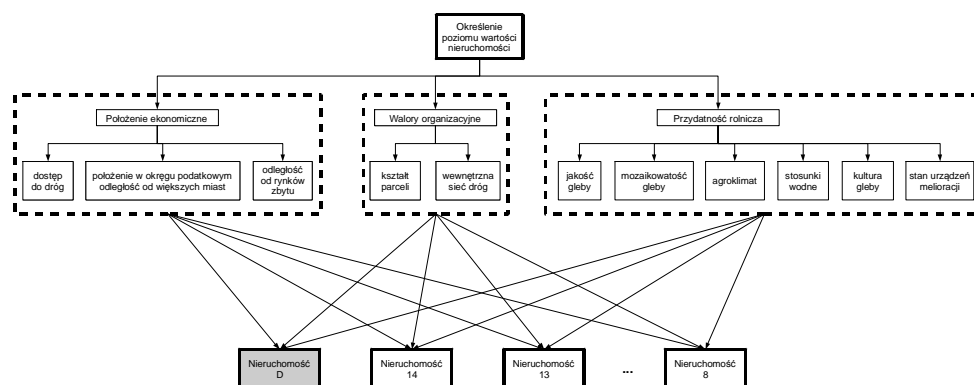 Określenie
poziomu wartości
nieruchomości
Położenie ekonomiczne
Walory organizacyjne
Przydatność rolnicza
dostęp
do dróg
położenie w okręgu podatkowym
odległość od większych miast
odległość
od rynków
zbytu
kształt
parceli
wewnętrzna
sieć dróg
jakość
gleby
mozaikowatość
gleby
agroklimat
stosunki
wodne
kultura
gleby
stan urządzeń
melioracji
Nieruchomość
D
Nieruchomość
14
Nieruchomość
13
...
Nieruchomość
8